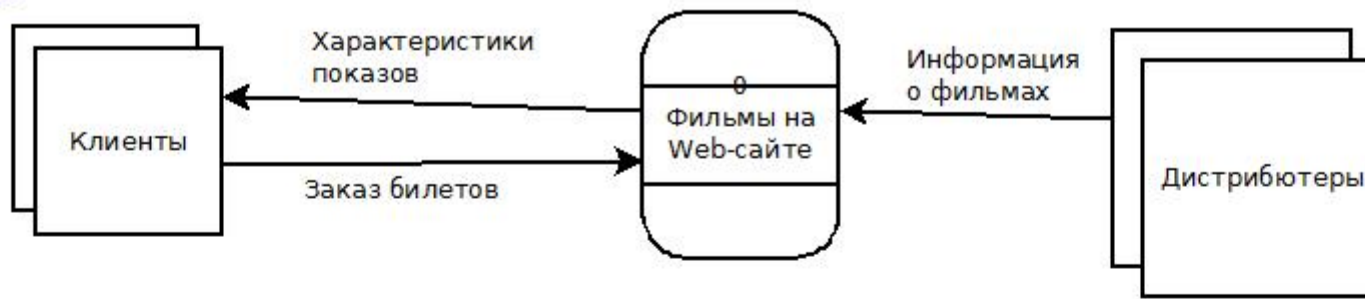 Характеристики
показов
Клиенты
Заказ билетов
0
Фильмы на
Web-сайте
Информация
о фильмах
Дистрибютеры